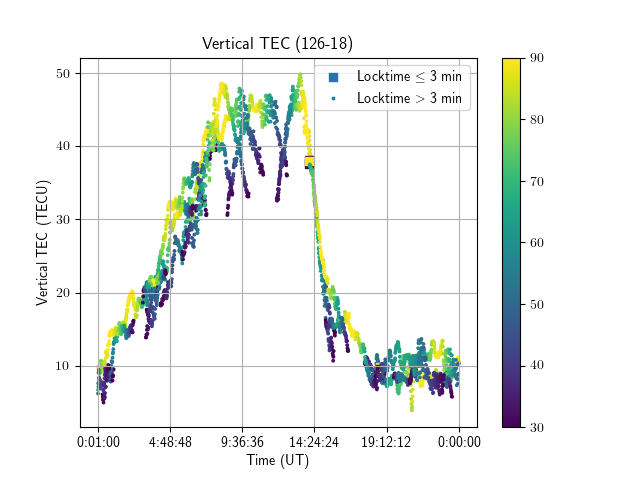 Vertical TEC (126-18)
Locktime ≤ 3 min
Locktime > 3 min
Vertical TEC (TECU)
50
40
30
20
10
0:01:00 4:48:48 9:36:36 14:24:24 19:12:12 0:00:00
Time (UT)
90
80
70
60
50
40
30